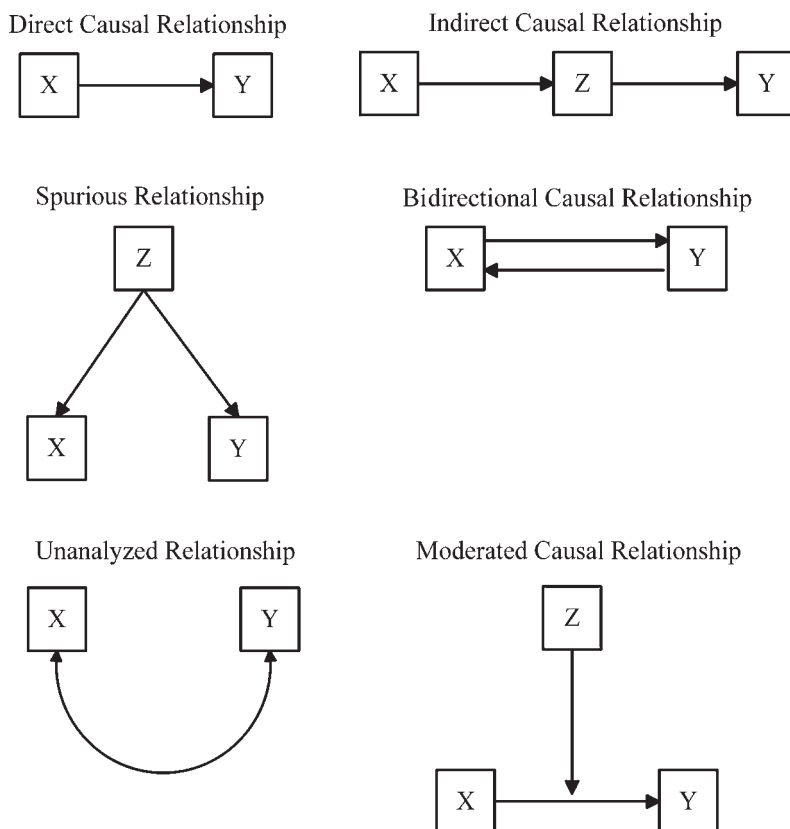 Direct Causal Relationship
X
Y
Indirect Causal Relationship
X
Z
Y
Spurious Relationship
Z
X
Y
Bidirectional Causal Relationship
X
Y
Unanalyzed Relationship
X
Y
Moderated Causal Relationship
Z
X
Y